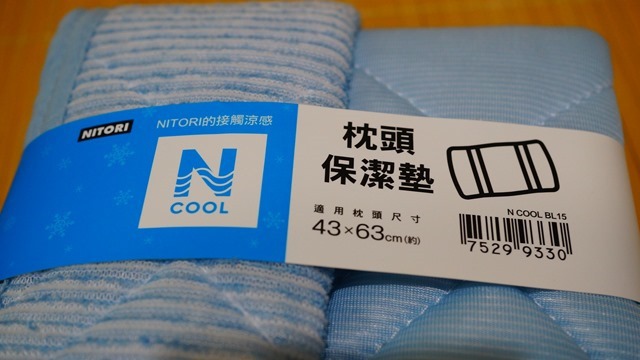 NITORI
NITORI的接觸涼感
N
COOL
枕頭
保潔墊
適用枕頭尺寸
43×63cm(約)
N COOL BL15
7529 9330